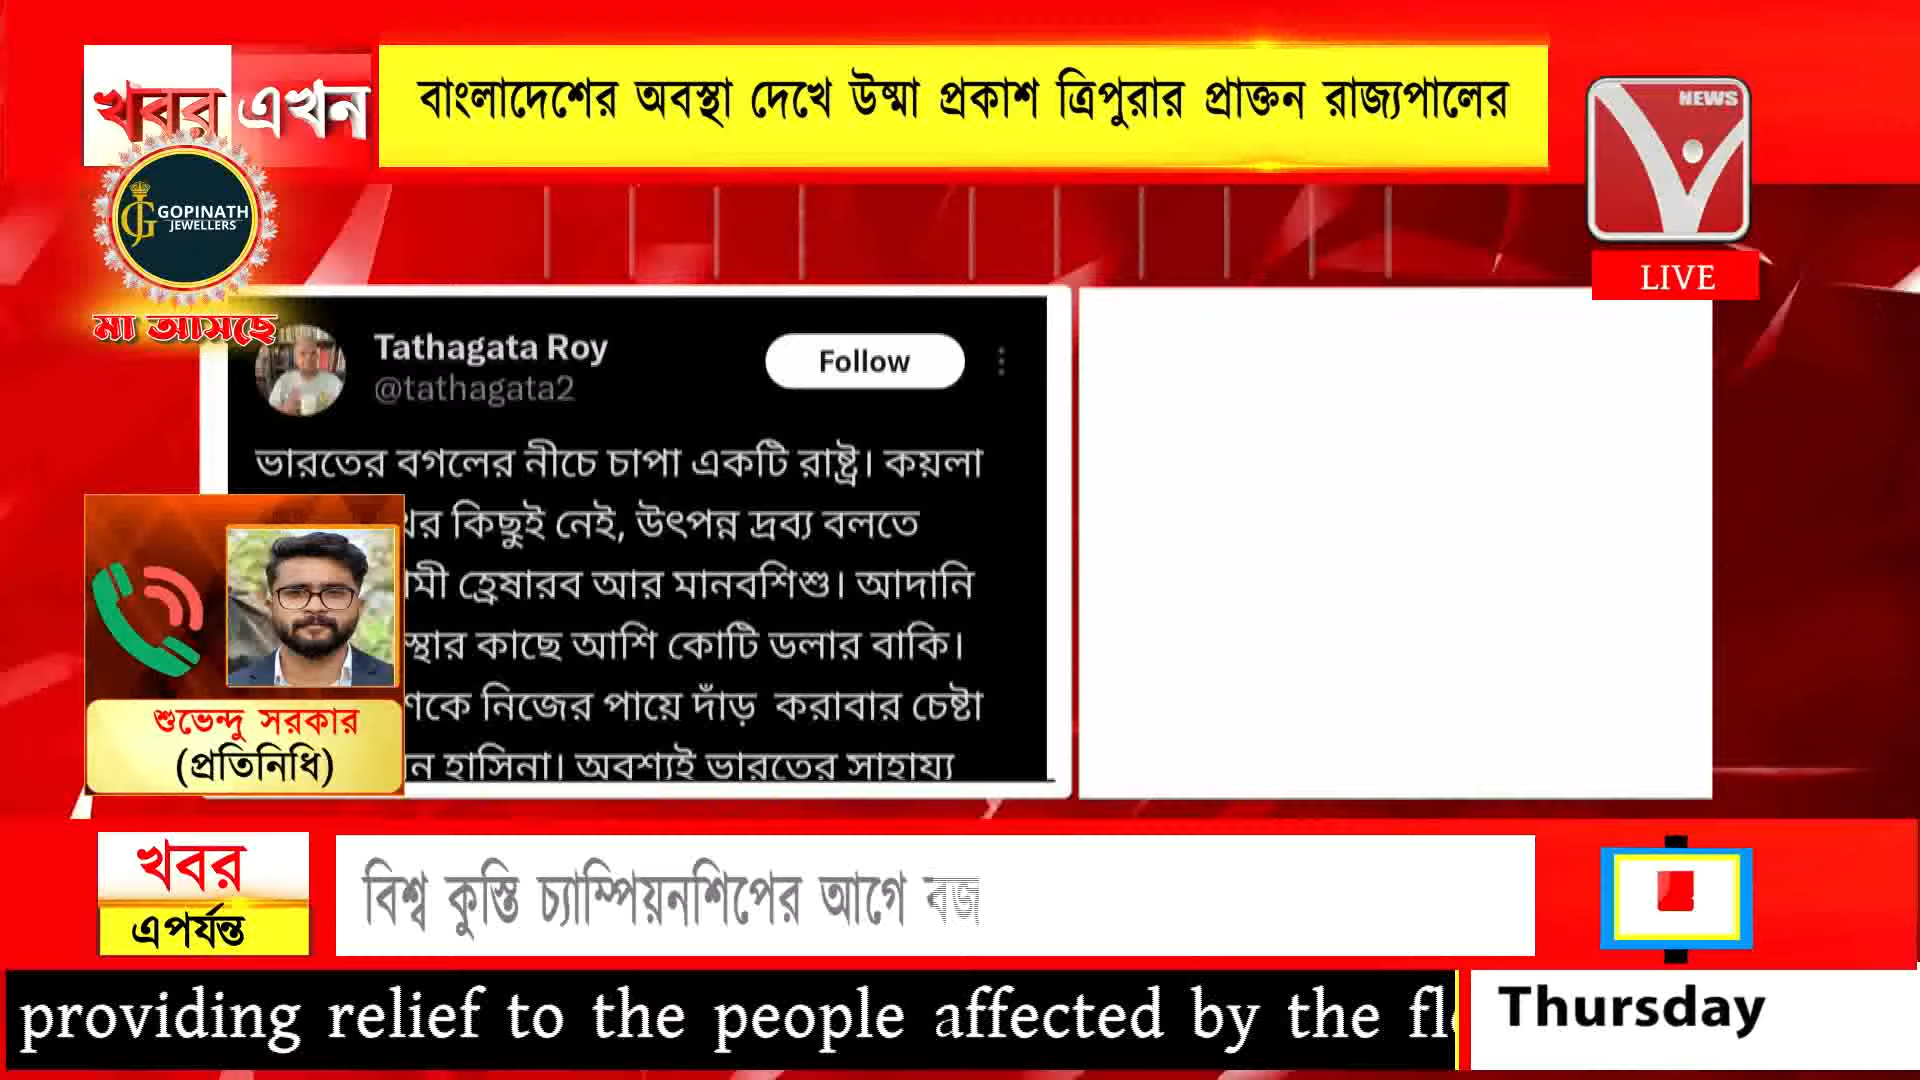 খবর এখন
বাংলাদেশের অবস্থা দেখে উষ্মা প্রকাশ ত্রিপুরার প্রাক্তন রাজ্যপালের
NEWS
LIVE
GOPINATH
JEWELLERS
মা আসছে
Tathagata Roy
@tathagata2
Follow
ভারতের বগলের নীচে চাপা একটি রাষ্ট্র। কয়লা
কিছুই নেই, উৎপন্ন দ্রব্য বলতে
হ্রেষারব আর মানবশিশু। আদানি
কাছে আশি কোটি ডলার বাকি।
নিজের পায়ে দাঁড় করাবার চেষ্টা
হাসিনা। অবশ্যই ভারতের সাহায্য
শুভেন্দু সরকার
(প্রতিনিধি)
খবর
এপর্যন্ত
বিশ্ব কুস্তি চ্যাম্পিয়নশিপের আগে
providing relief to the people affected by the
Thursday